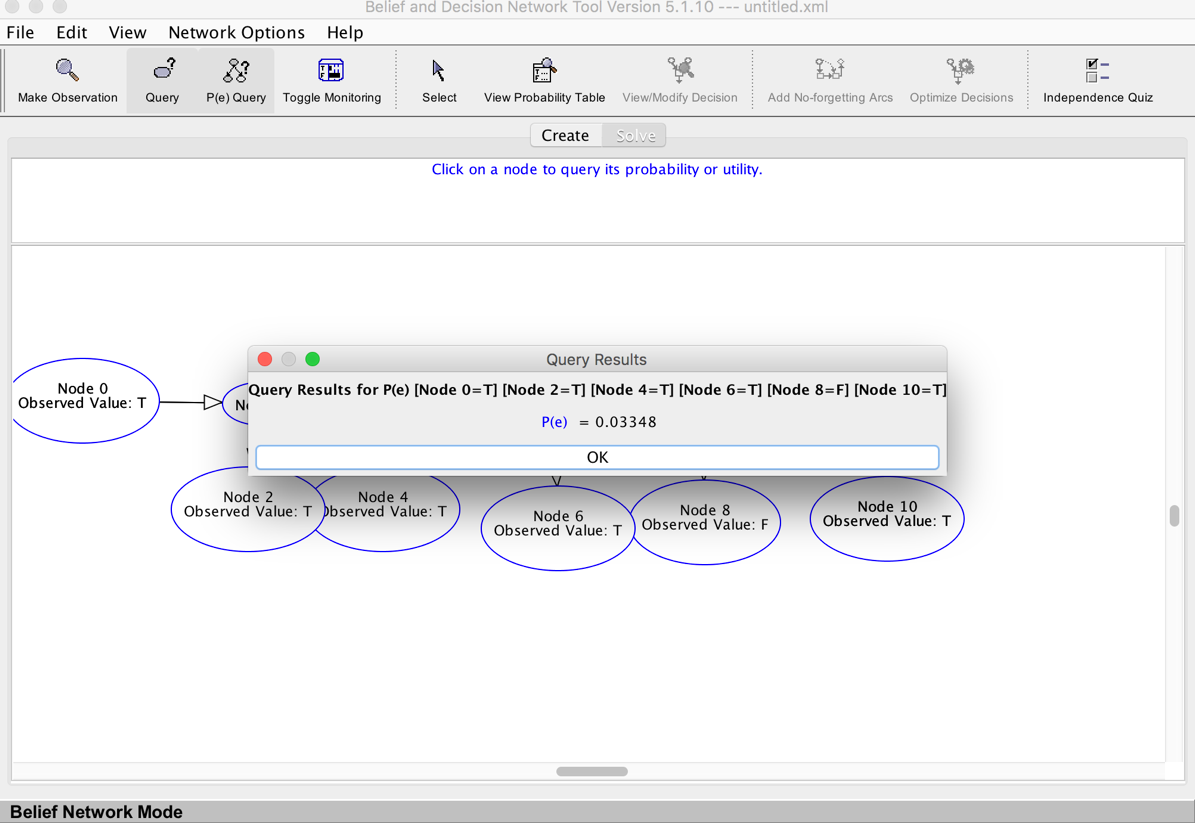 Belief and Decision Network Tool Version 5.1.10 --- untitled.xml
File Edit View Network Options Help
Make Observation Query P(e) Query Toggle Monitoring Select View Probability Table View/Modify Decision Add No-forgetting Arcs Optimize Decisions Independence Quiz
Create Solve
Click on a node to query its probability or utility.
Query Results
Node 0
Observed Value: T
Query Results for P(e) [Node 0=T] [Node 2=T] [Node 4=T] [Node 6=T] [Node 8=F] [Node 10=T]
P(e) = 0.03348
OK
Node 2
Observed Value: T
Node 4
Observed Value: T
Node 6
Observed Value: T
Node 8
Observed Value: F
Node 10
Observed Value: T
Belief Network Mode